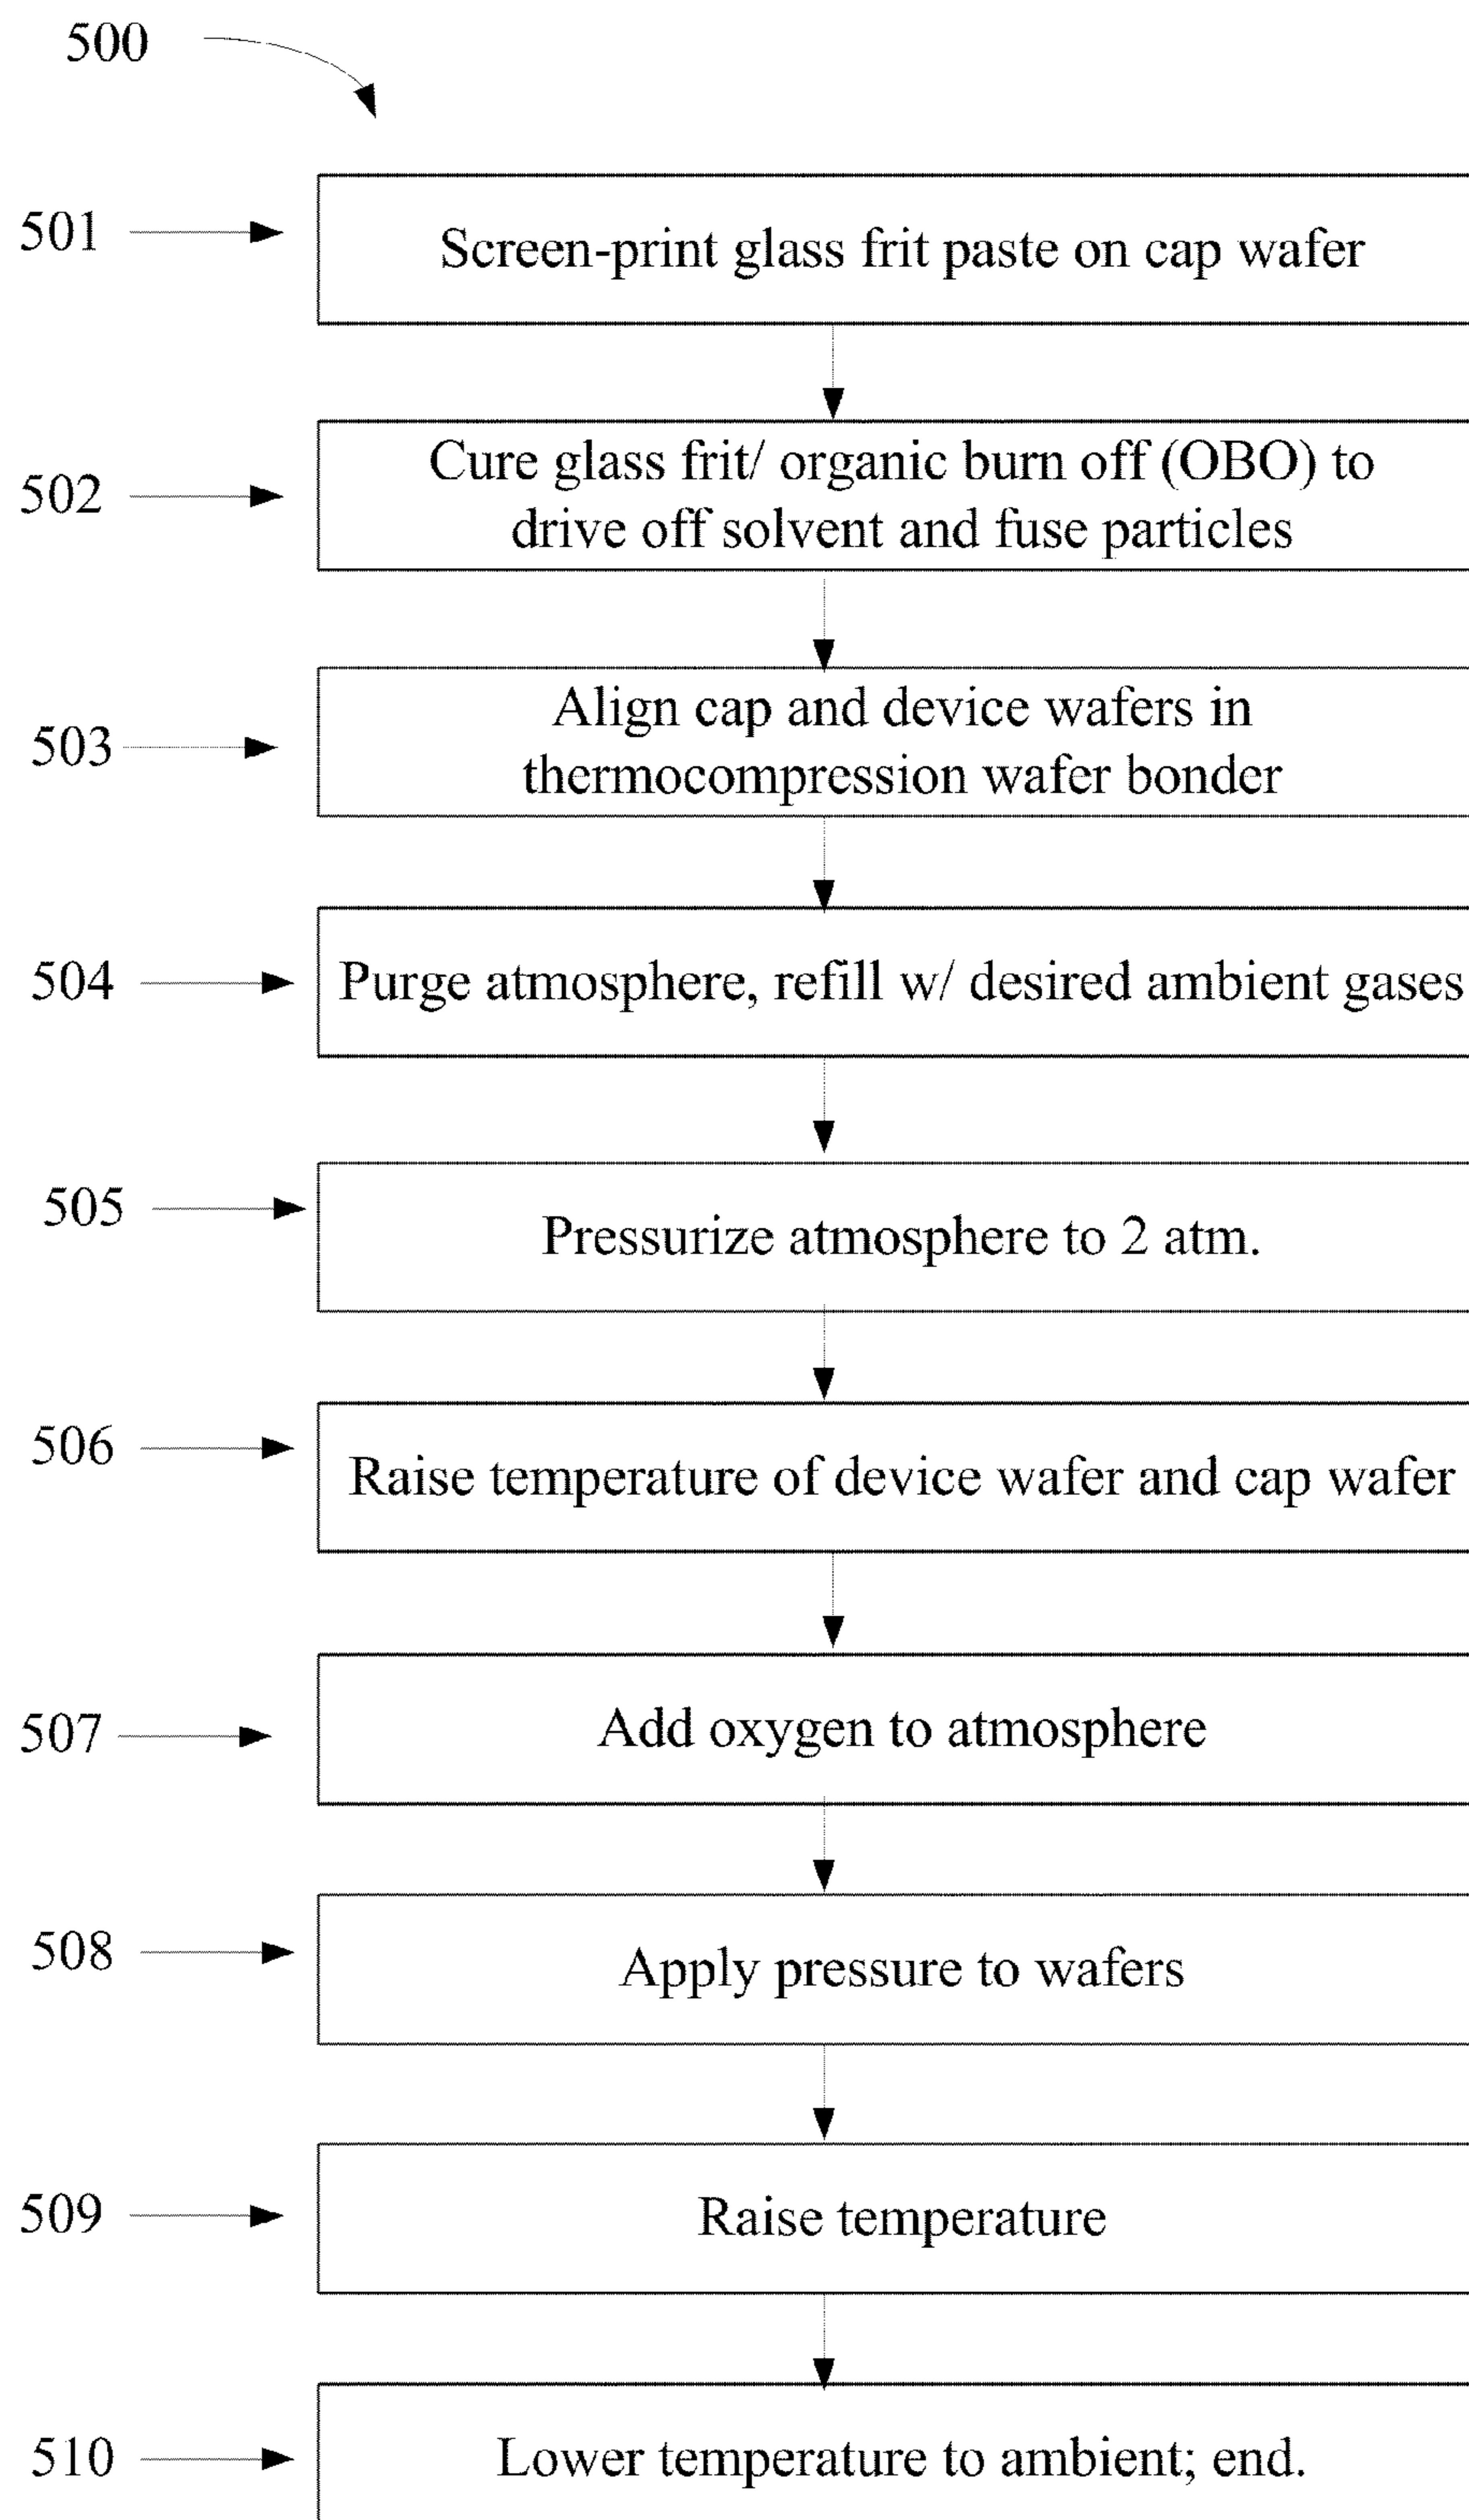 500
501
Screen-print glass frit paste on cap wafer
502
Cure glass frit/ organic burn off (OBO) to
drive off solvent and fuse particles
503
Align cap and device wafers in
thermocompression wafer bonder
504
Purge atmosphere, refill w/ desired ambient gases
505
Pressurize atmosphere to 2 atm.
506
Raise temperature of device wafer and cap wafer
507
Add oxygen to atmosphere
508
Apply pressure to wafers
509
Raise temperature
510
Lower temperature to ambient; end.